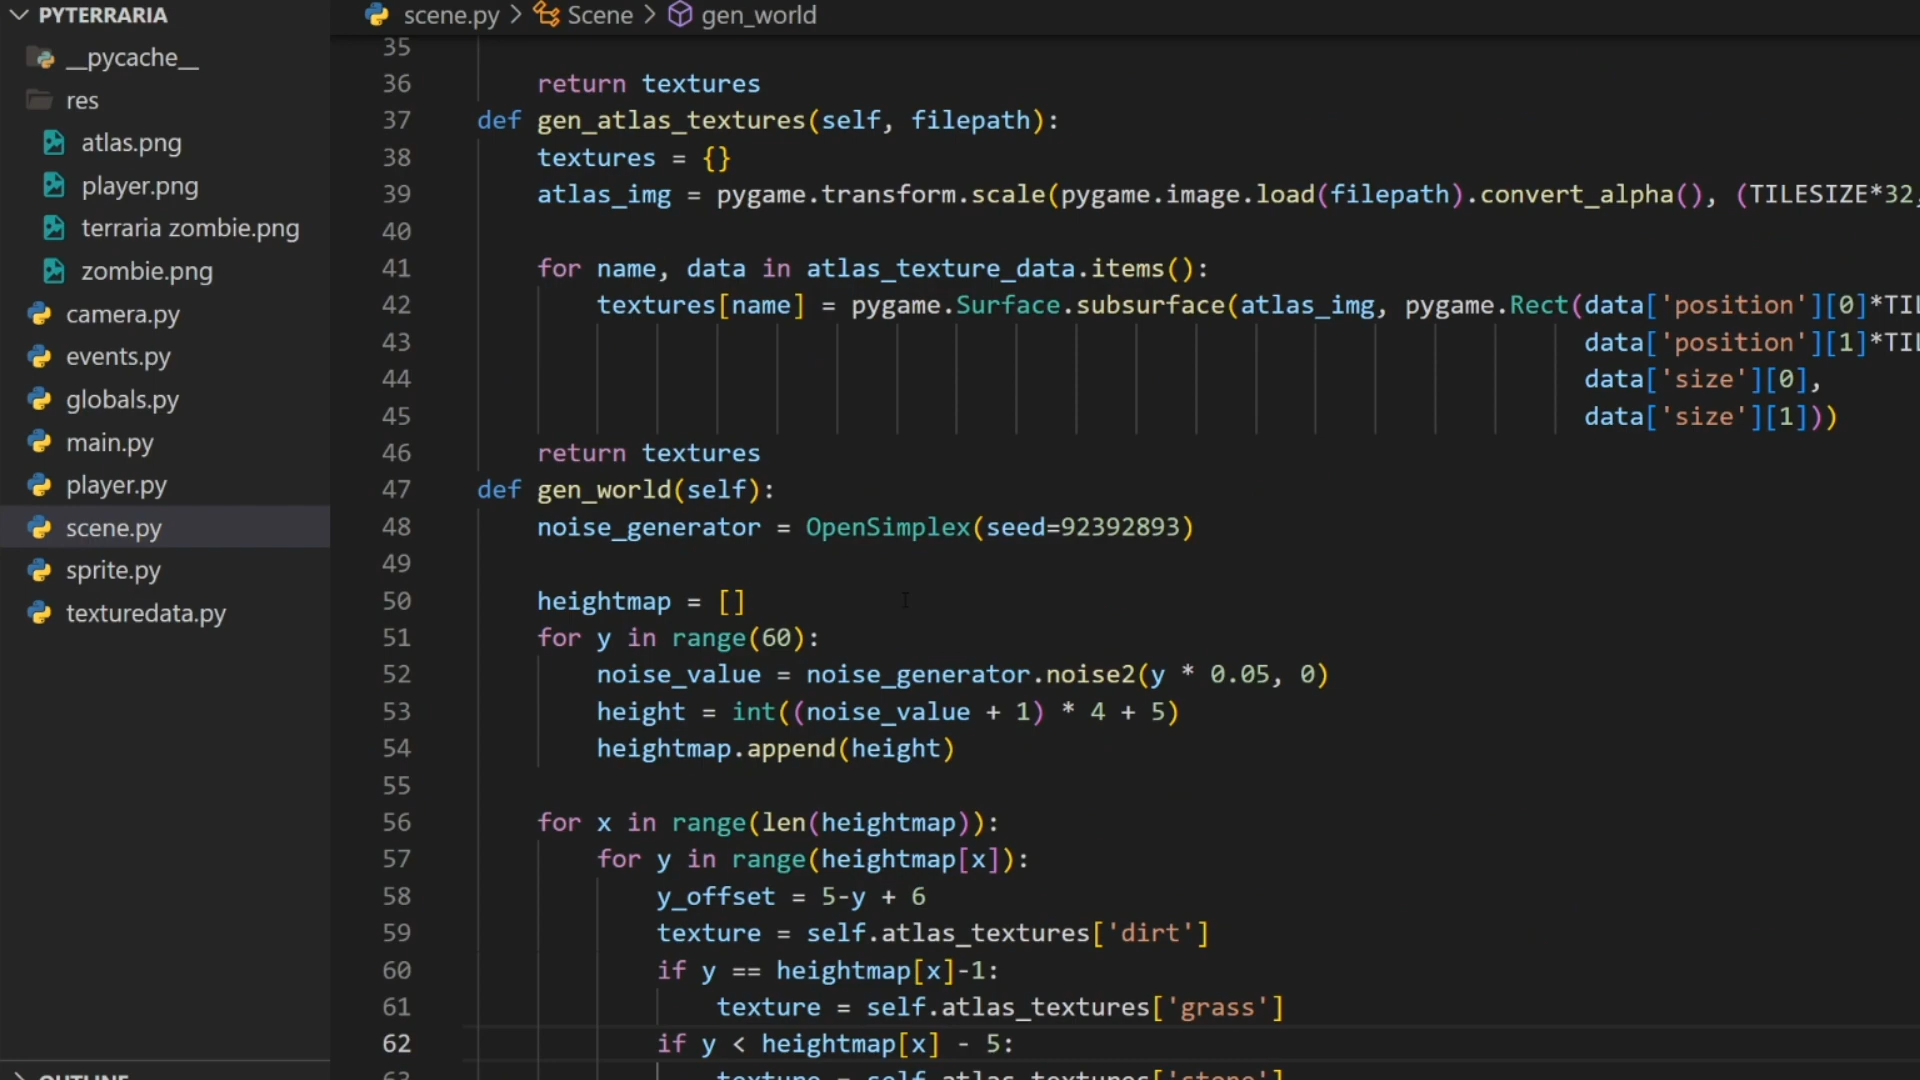 PYTERRARIA
__pycache__
res
atlas.png
player.png
terraria zombie.png
zombie.png
camera.py
events.py
globals.py
main.py
player.py
scene.py
sprite.py
texturedata.py
OUTLINE
scene.py > Scene > gen_world
35
36 return textures
37 def gen_atlas_textures(self, filepath):
38 textures = {}
39 atlas_img = pygame.transform.scale(pygame.image.load(filepath).convert_alpha(), (TILESIZE*32,
40
41 for name, data in atlas_texture_data.items():
42 textures[name] = pygame.Surface.subsurface(atlas_img, pygame.Rect(data['position'][0]*TIL
43 data['position'][1]*TIL
44 data['size'][0],
45 data['size'][1]))
46 return textures
47 def gen_world(self):
48 noise_generator = OpenSimplex(seed=92392893)
49
50 heightmap = []
51 for y in range(60):
52 noise_value = noise_generator.noise2(y * 0.05, 0)
53 height = int((noise_value + 1) * 4 + 5)
54 heightmap.append(height)
55
56 for x in range(len(heightmap)):
57 for y in range(heightmap[x]):
58 y_offset = 5-y + 6
59 texture = self.atlas_textures['dirt']
60 if y == heightmap[x]-1:
61 texture = self.atlas_textures['grass']
62 if y < heightmap[x] - 5:
63 texture = self.atlas_textures['stone']